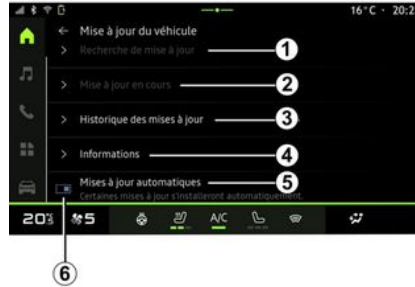 16°C · 20:2
Mise à jour du véhicule
Recherche de mise à jour
1
Mise à jour en cours
2
Historique des mises à jour
3
Informations
4
Mises à jour automatiques
5
Certaines mises à jour s'installeront automatiquement.
20°
5
A/C
6